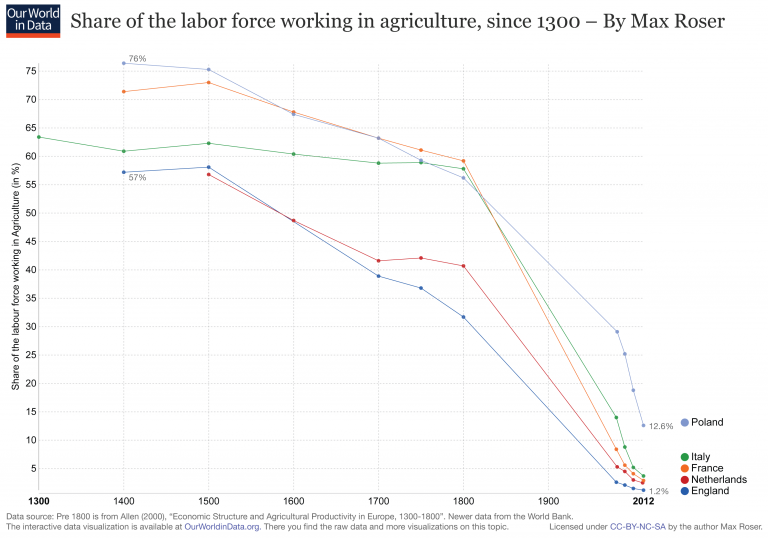 Our World
in Data
Share of the labor force working in agriculture, since 1300 – By Max Roser
Share of the labour force working in Agriculture (in %)
75
70
65
60
55
50
45
40
35
30
25
20
15
10
5
76%
57%
12.6%
1.2%
Poland
Italy
France
Netherlands
England
1300
1400
1500
1600
1700
1800
1900
2012
Data source: Pre 1800 is from Allen (2000), “Economic Structure and Agricultural Productivity in Europe, 1300-1800”. Newer data from the World Bank.
The interactive data visualization is available at OurWorldinData.org. There you find the raw data and more visualizations on this topic.
Licensed under CC-BY-NC-SA by the author Max Roser.